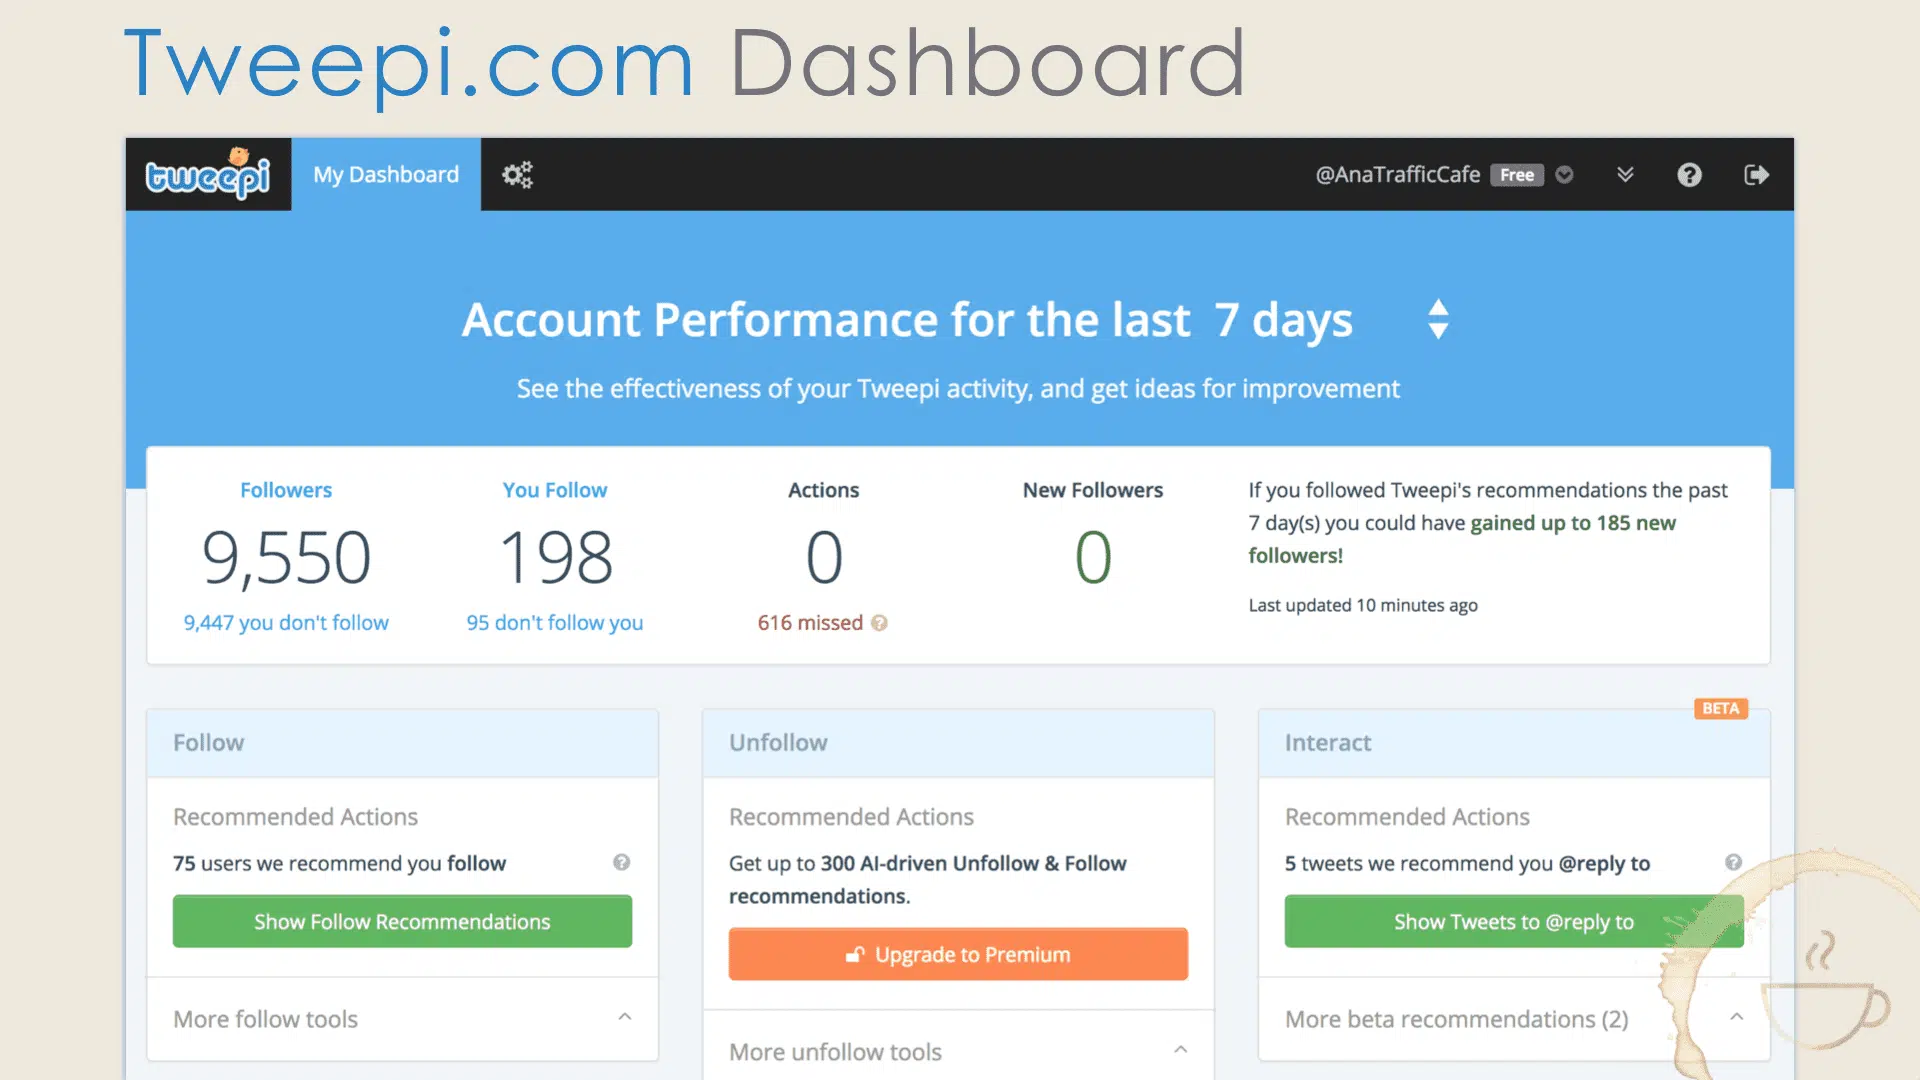 Tweepi.com Dashboard
tweepi
My Dashboard
@AnaTrafficCafe Free
Account Performance for the last 7 days
See the effectiveness of your Tweepi activity, and get ideas for improvement
Followers
9,550
9,447 you don't follow
You Follow
198
95 don't follow you
Actions
0
616 missed
New Followers
0
If you followed Tweepi's recommendations the past
7 day(s) you could have gained up to 185 new
followers!
Last updated 10 minutes ago
Follow
Recommended Actions
75 users we recommend you follow
Show Follow Recommendations
More follow tools
Unfollow
Recommended Actions
Get up to 300 AI-driven Unfollow & Follow
recommendations.
Upgrade to Premium
More unfollow tools
BETA
Interact
Recommended Actions
5 tweets we recommend you @reply to
Show Tweets to @reply to
More beta recommendations (2)